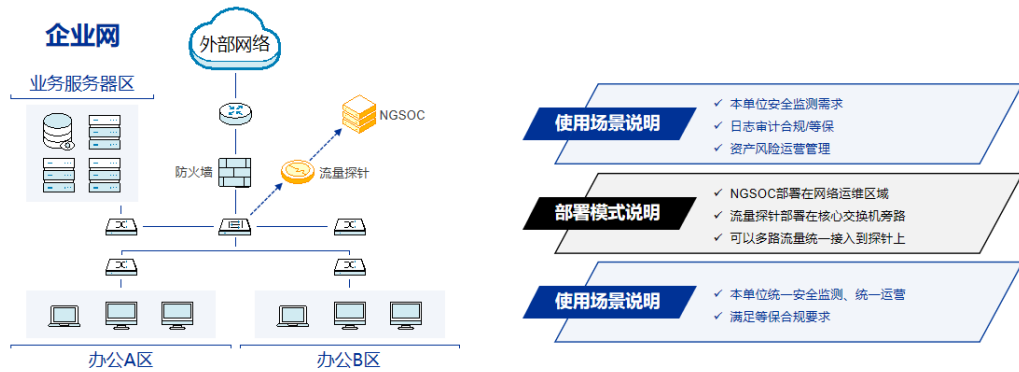 企业网
外部网络
业务服务器区
NGSOC
防火墙
流量探针
办公A区
办公B区
使用场景说明
✓ 本单位安全监测需求
✓ 日志审计合规/等保
✓ 资产风险运营管理
部署模式说明
✓ NGSOC部署在网络运维区域
✓ 流量探针部署在核心交换机旁路
✓ 可以多路流量统一接入到探针上
使用场景说明
✓ 本单位统一安全监测、统一运营
✓ 满足等保合规要求